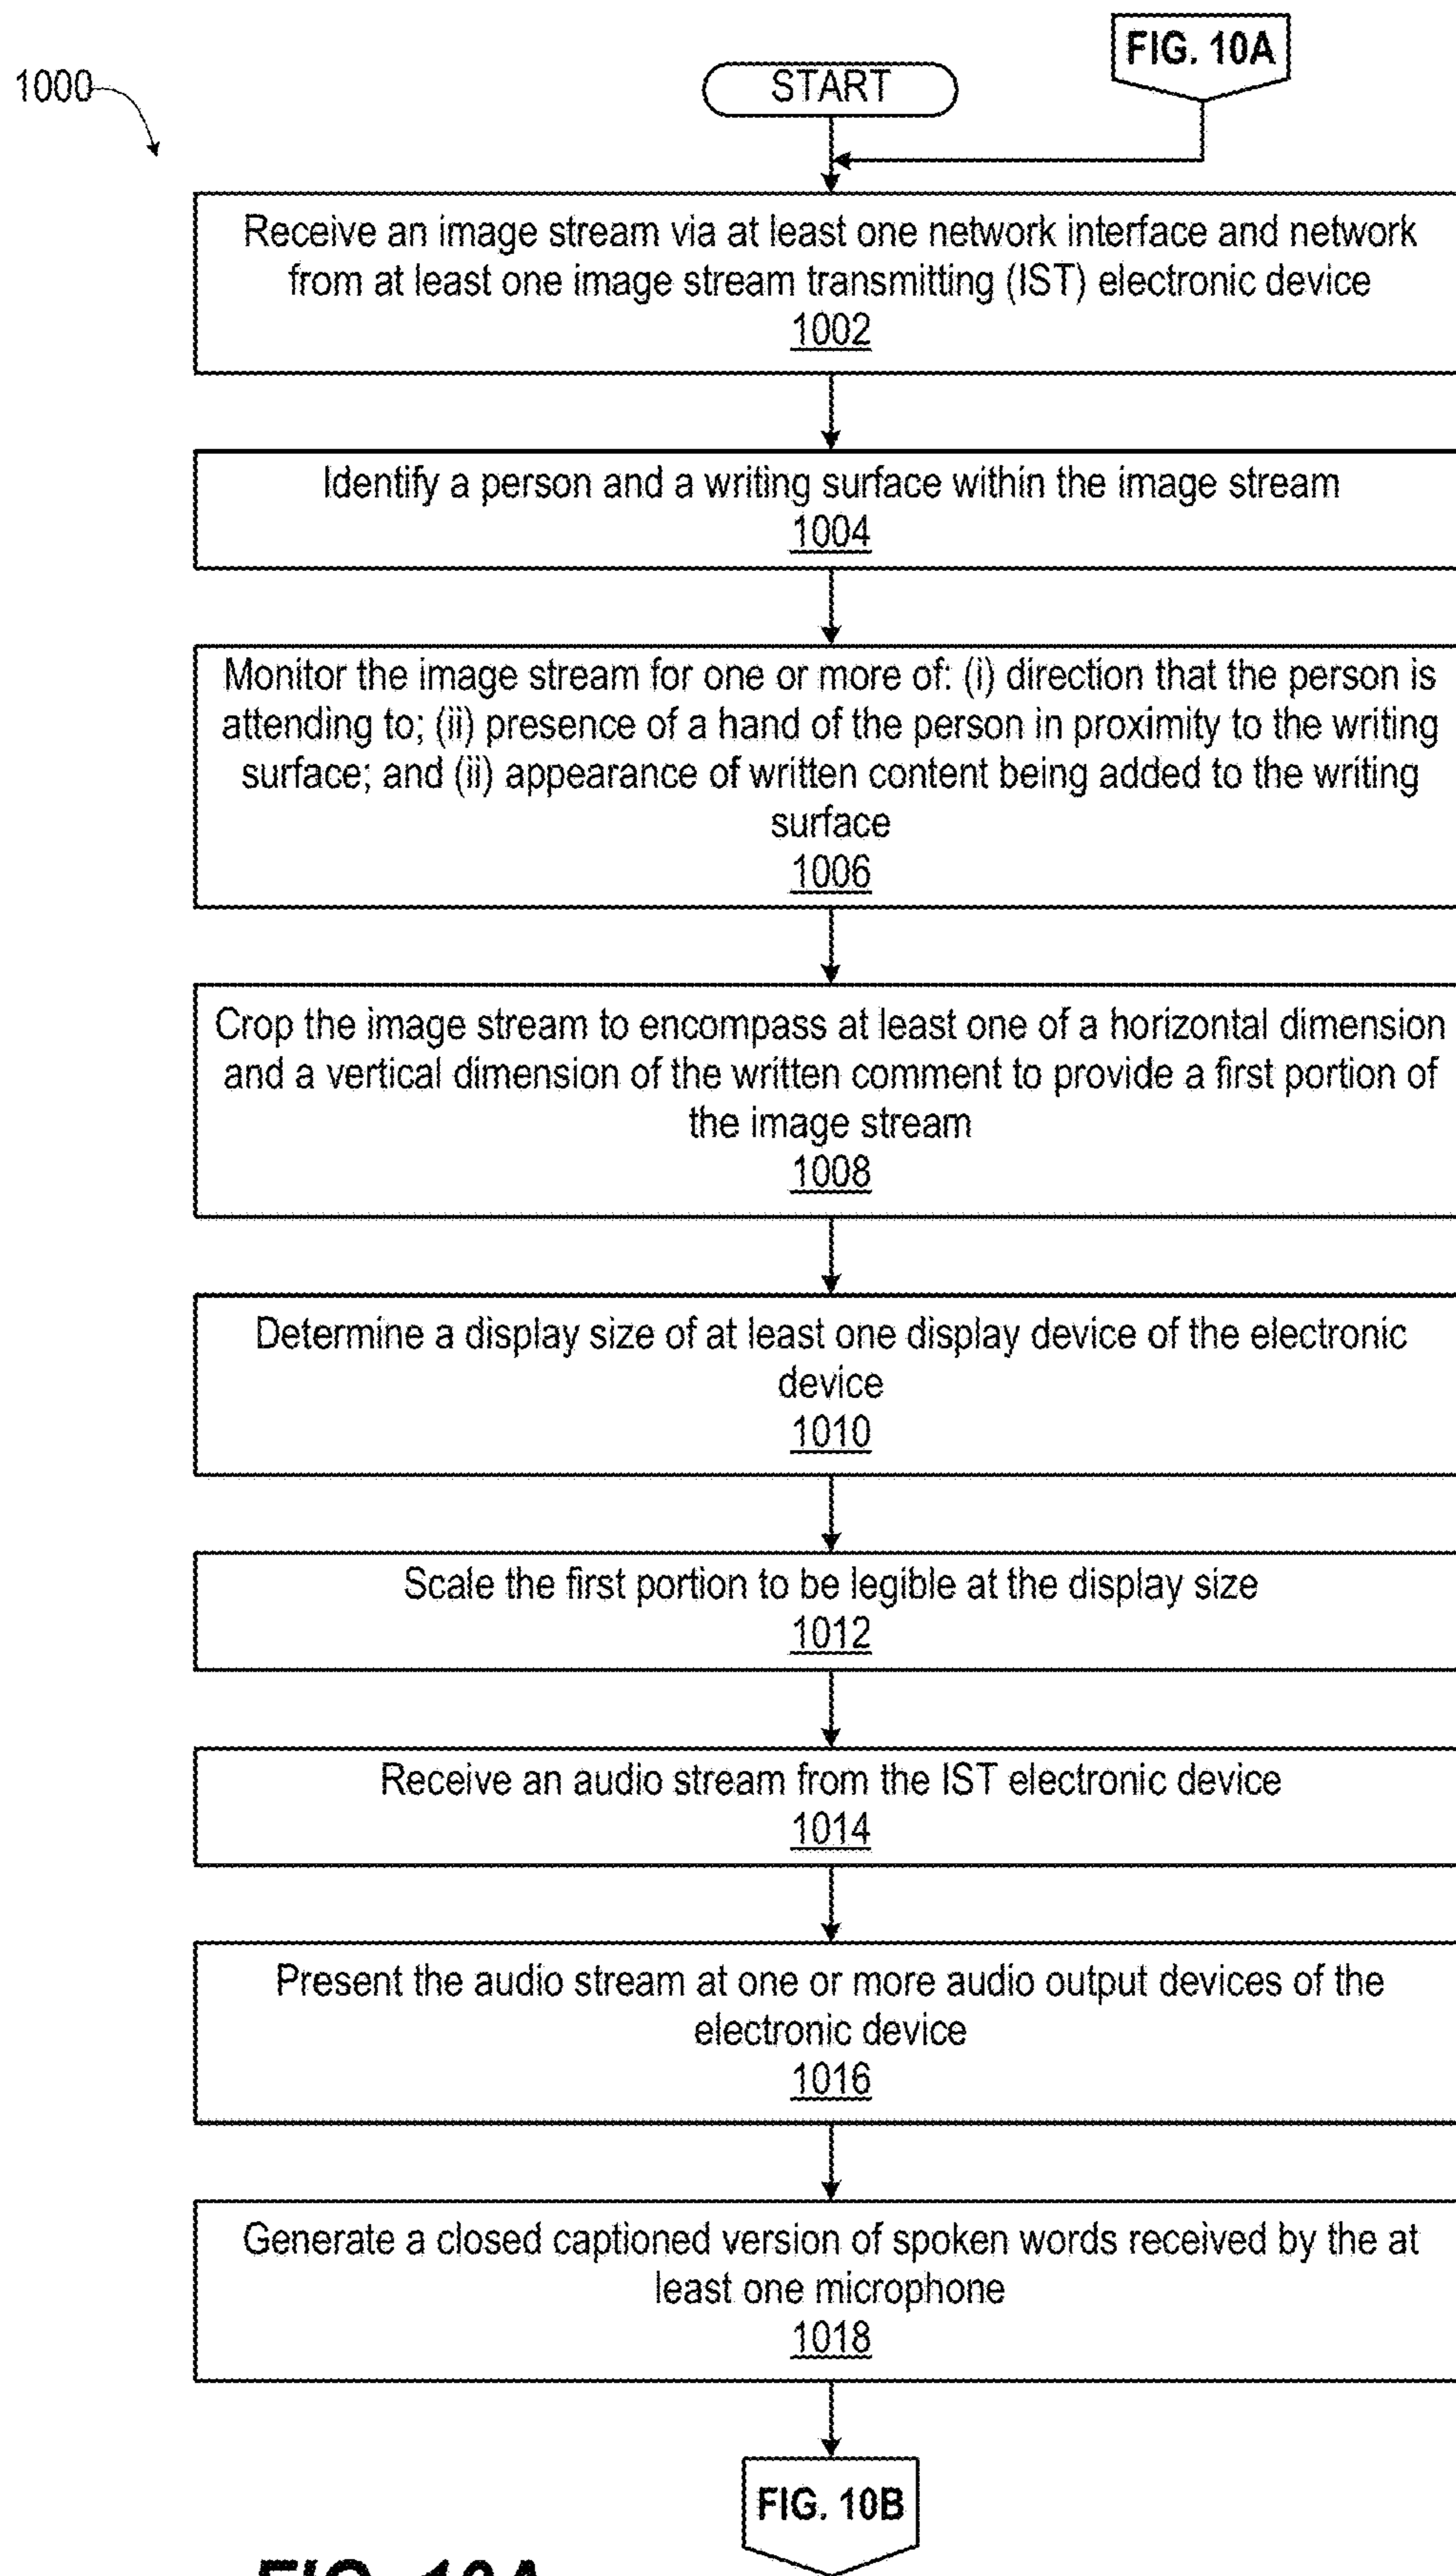 FIG. 10A
1000
START
Receive an image stream via at least one network interface and network
from at least one image stream transmitting (IST) electronic device
1002
Identify a person and a writing surface within the image stream
1004
Monitor the image stream for one or more of: (i) direction that the person is
attending to; (ii) presence of a hand of the person in proximity to the writing
surface; and (ii) appearance of written content being added to the writing
surface
1006
Crop the image stream to encompass at least one of a horizontal dimension
and a vertical dimension of the written comment to provide a first portion of
the image stream
1008
Determine a display size of at least one display device of the electronic
device
1010
Scale the first portion to be legible at the display size
1012
Receive an audio stream from the IST electronic device
1014
Present the audio stream at one or more audio output devices of the
electronic device
1016
Generate a closed captioned version of spoken words received by the at
least one microphone
1018
FIG. 10B
FIG. 10A